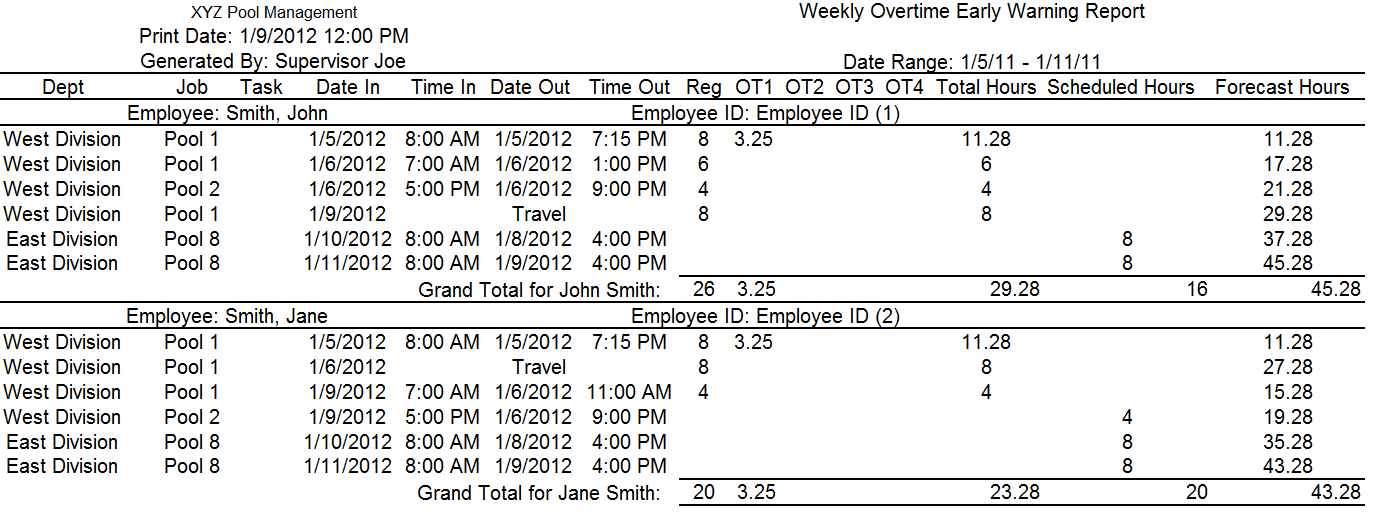 XYZ Pool Management Weekly Overtime Early Warning Report
Print Date: 1/9/2012 12:00 PM
Generated By: Supervisor Joe Date Range: 1/5/11 - 1/11/11
Dept Job Task Date In Time In Date Out Time Out Reg OT1 OT2 OT3 OT4 Total Hours Scheduled Hours Forecast Hours
Employee: Smith, John Employee ID: Employee ID (1)
West Division Pool 1 1/5/2012 8:00 AM 1/5/2012 7:15 PM 8 3.25 11.28 11.28
West Division Pool 1 1/6/2012 7:00 AM 1/6/2012 1:00 PM 6 6 17.28
West Division Pool 2 1/6/2012 5:00 PM 1/6/2012 9:00 PM 4 4 21.28
West Division Pool 1 1/9/2012 Travel 8 8 29.28
East Division Pool 8 1/10/2012 8:00 AM 1/8/2012 4:00 PM 8 37.28
East Division Pool 8 1/11/2012 8:00 AM 1/9/2012 4:00 PM 8 45.28
Grand Total for John Smith: 26 3.25 29.28 16 45.28
Employee: Smith, Jane Employee ID: Employee ID (2)
West Division Pool 1 1/5/2012 8:00 AM 1/5/2012 7:15 PM 8 3.25 11.28 11.28
West Division Pool 1 1/6/2012 Travel 8 8 27.28
West Division Pool 1 1/9/2012 7:00 AM 1/6/2012 11:00 AM 4 4 15.28
West Division Pool 2 1/9/2012 5:00 PM 1/6/2012 9:00 PM 4 19.28
East Division Pool 8 1/10/2012 8:00 AM 1/8/2012 4:00 PM 8 35.28
East Division Pool 8 1/11/2012 8:00 AM 1/9/2012 4:00 PM 8 43.28
Grand Total for Jane Smith: 20 3.25 23.28 20 43.28